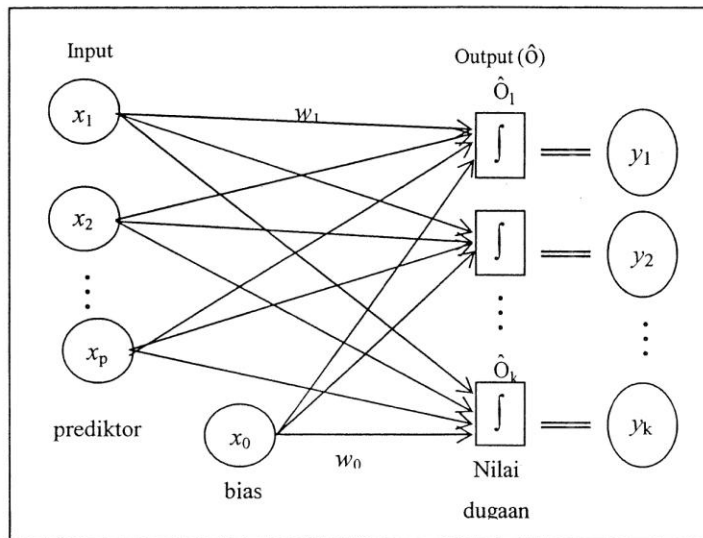 Input
Output (Ô)
Ô1
x1
w1
∫
y1
x2
∫
y2
xp
Ôk
∫
yk
prediktor
x0
w0
bias
Nilai
dugaan